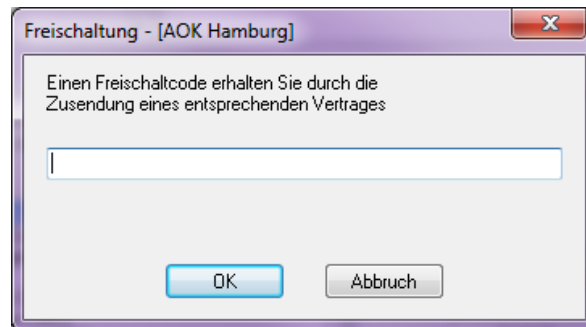 Freischaltung - [AOK Hamburg]
Einen Freischaltcode erhalten Sie durch die
Zusendung eines entsprechenden Vertrages
OK
Abbruch